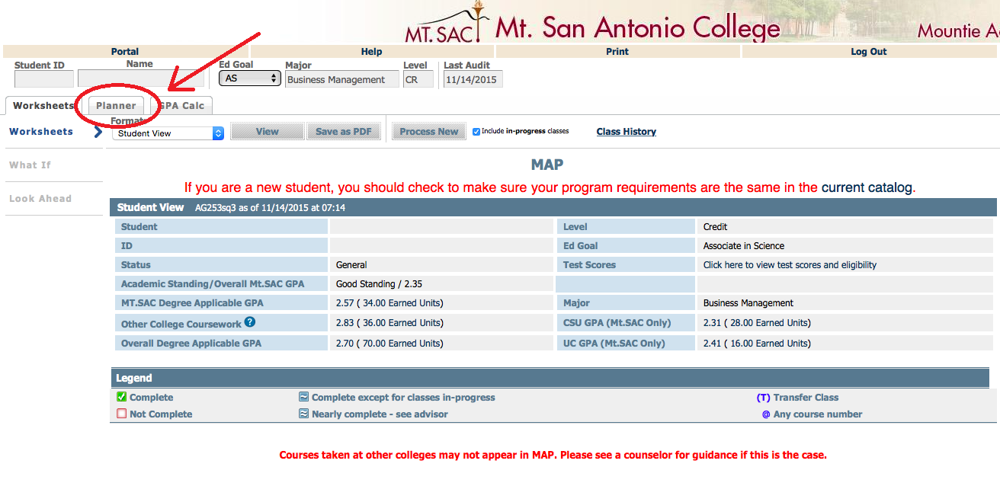 MT. SAC Mt. San Antonio College Mountie A
Portal Help Print Log Out
Student ID Name Ed Goal Major Level Last Audit
AS Business Management CR 11/14/2015
Worksheets Planner GPA Calc
Format:
Worksheets Student View View Save as PDF Process New Include in-progress classes Class History
What If
Look Ahead
MAP
If you are a new student, you should check to make sure your program requirements are the same in the current catalog.
Student View AG253sq3 as of 11/14/2015 at 07:14
Student Level Credit
ID Ed Goal Associate in Science
Status General Test Scores Click here to view test scores and eligibility
Academic Standing/Overall Mt.SAC GPA Good Standing / 2.35
MT.SAC Degree Applicable GPA 2.57 ( 34.00 Earned Units) Major Business Management
Other College Coursework ? 2.83 ( 36.00 Earned Units) CSU GPA (Mt.SAC Only) 2.31 ( 28.00 Earned Units)
Overall Degree Applicable GPA 2.70 ( 70.00 Earned Units) UC GPA (Mt.SAC Only) 2.41 ( 16.00 Earned Units)
Legend
Complete Complete except for classes in-progress (T) Transfer Class
Not Complete Nearly complete - see advisor @ Any course number
Courses taken at other colleges may not appear in MAP. Please see a counselor for guidance if this is the case.